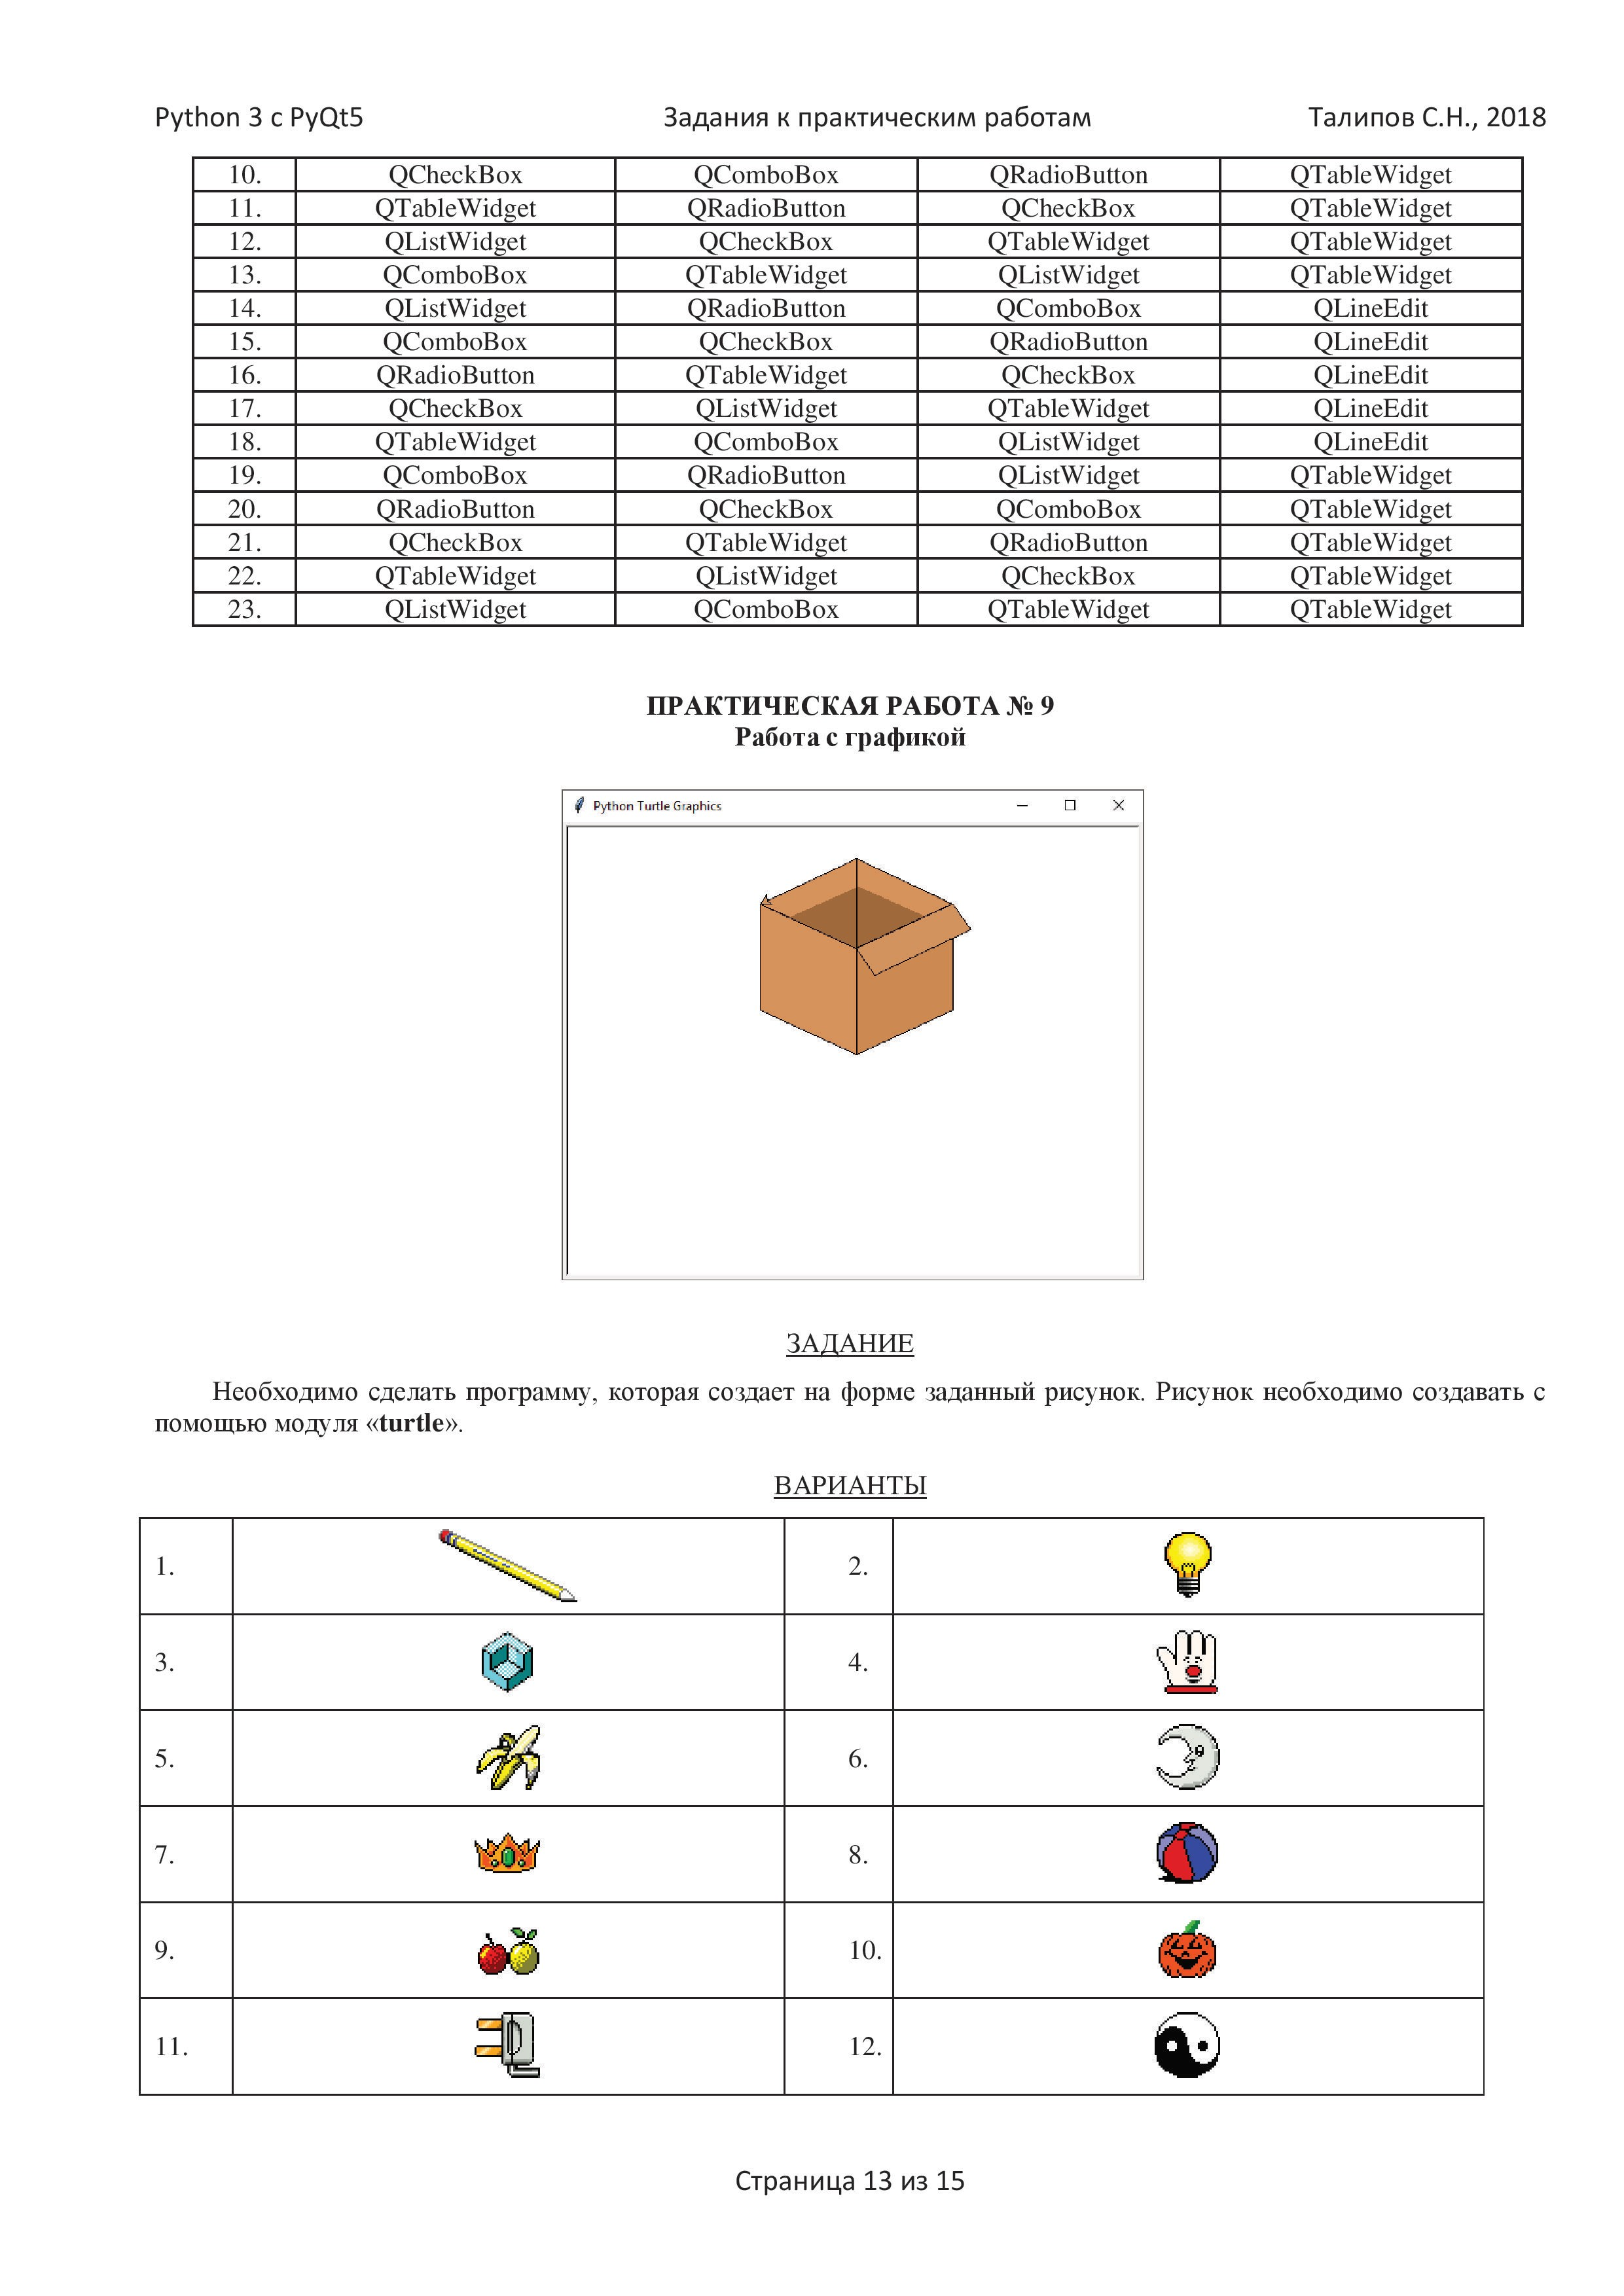 Python 3 с PyQt5 Задания к практическим работам Талипов С.Н., 2018
10. QCheckBox QComboBox QRadioButton QTableWidget
11. QTableWidget QRadioButton QCheckBox QTableWidget
12. QListWidget QCheckBox QTableWidget QTableWidget
13. QComboBox QTableWidget QListWidget QTableWidget
14. QListWidget QRadioButton QComboBox QLineEdit
15. QComboBox QCheckBox QRadioButton QLineEdit
16. QRadioButton QTableWidget QCheckBox QLineEdit
17. QCheckBox QListWidget QTableWidget QLineEdit
18. QTableWidget QComboBox QListWidget QLineEdit
19. QComboBox QRadioButton QListWidget QTableWidget
20. QRadioButton QCheckBox QComboBox QTableWidget
21. QCheckBox QTableWidget QRadioButton QTableWidget
22. QTableWidget QListWidget QCheckBox QTableWidget
23. QListWidget QComboBox QTableWidget QTableWidget
ПРАКТИЧЕСКАЯ РАБОТА № 9
Работа с графикой
Python Turtle Graphics
ЗАДАНИЕ
Необходимо сделать программу, которая создает на форме заданный рисунок. Рисунок необходимо создавать с
помощью модуля «turtle».
ВАРИАНТЫ
1. 2.
3. 4.
5. 6.
7. 8.
9. 10.
11. 12.
Страница 13 из 15